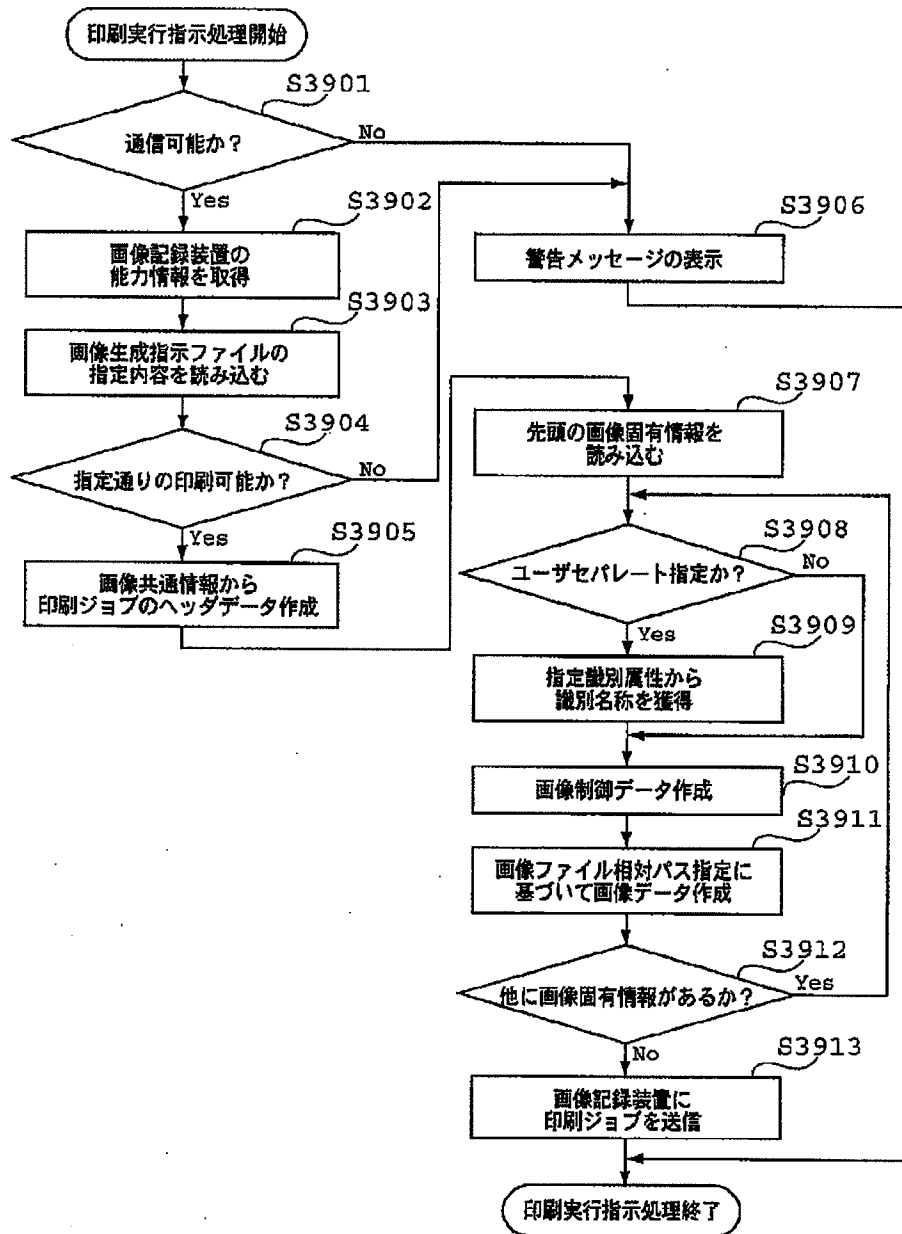 印刷実行指示処理開始
S3901
通信可能か？
No
Yes
S3902
画像記録装置の
能力情報を取得
S3903
画像生成指示ファイルの
指定内容を読み込む
S3904
指定通りの印刷可能か？
No
Yes
S3905
画像共通情報から
印刷ジョブのヘッダデータ作成
S3906
警告メッセージの表示
S3907
先頭の画像固有情報を
読み込む
S3908
ユーザセパレート指定か？
No
Yes
S3909
指定識別属性から
識別名称を獲得
S3910
画像制御データ作成
S3911
画像ファイル相対パス指定に
基づいて画像データ作成
S3912
他に画像固有情報があるか？
Yes
No
S3913
画像記録装置に
印刷ジョブを送信
印刷実行指示処理終了